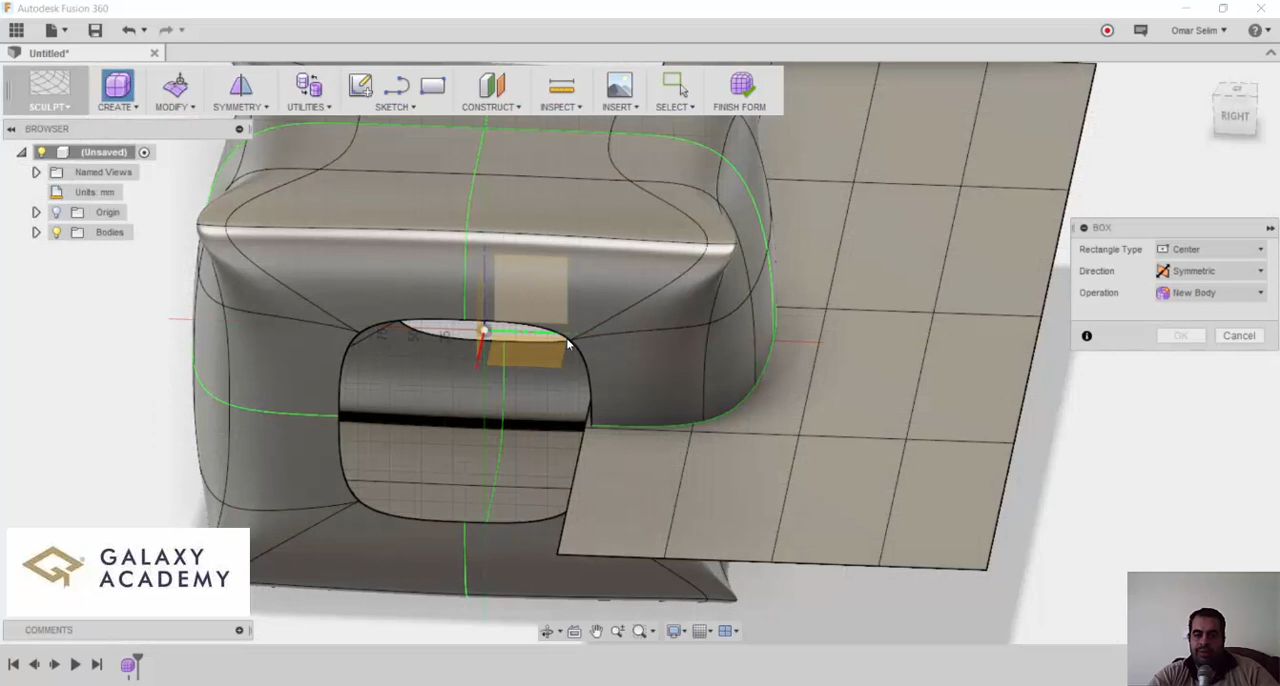 Autodesk Fusion 360
Omar Selim
Untitled*
SCULPT
CREATE
MODIFY
SYMMETRY
UTILITIES
SKETCH
CONSTRUCT
INSPECT
INSERT
SELECT
FINISH FORM
RIGHT
BROWSER
(Unsaved)
Named Views
Units: mm
Origin
Bodies
BOX
Rectangle Type
Center
Direction
Symmetric
Operation
New Body
OK
Cancel
GALAXY
ACADEMY
COMMENTS